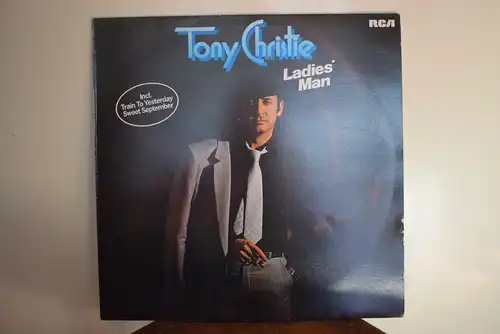 RCA
Tony Christie
Ladies'
Man
Incl.
Train To Yesterday
Sweet September